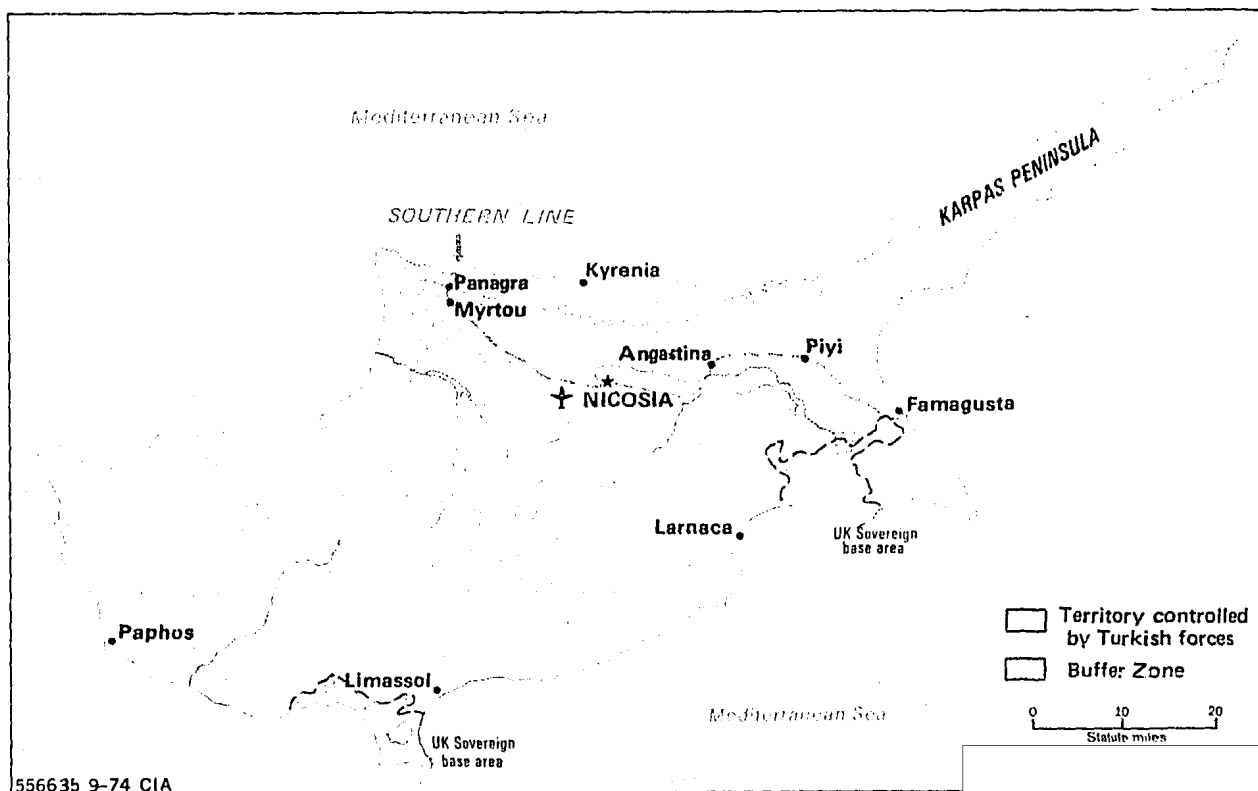 Mediterranean Sea
KARPAS PENINSULA
SOUTHERN LINE
Kyrenia
Panagra
Myrtou
Angastina
Piyi
NICOSIA
Famagusta
Larnaca
UK Sovereign
base area
Territory controlled
by Turkish forces
Paphos
Buffer Zone
Limassol
Mediterranean Sea
0 10 20
Statute miles
UK Sovereign
base area
556635 9-74 CIA